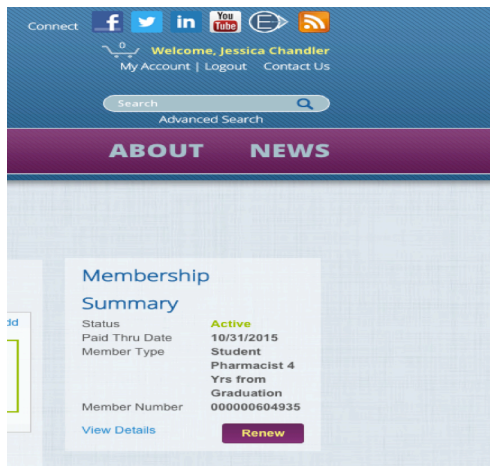 Connect f in You Tube
0
Welcome, Jessica Chandler
My Account | Logout Contact Us
Search
Advanced Search
ABOUT NEWS
Membership
Summary
dd
Status Active
Paid Thru Date 10/31/2015
Member Type Student
Pharmacist 4
Yrs from
Graduation
Member Number 000000604935
View Details Renew